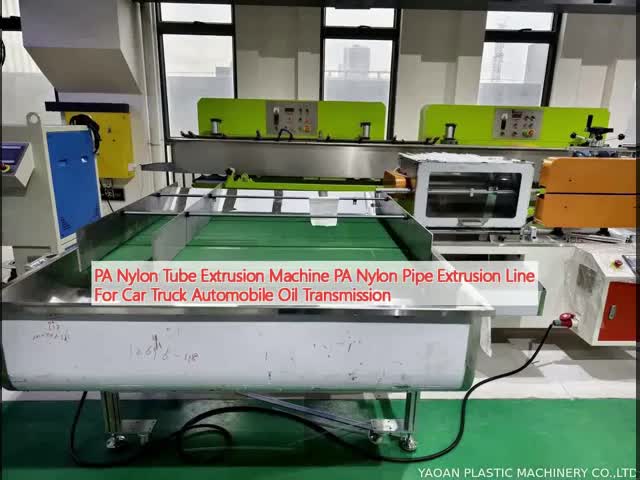 PA Nylon Tube Extrusion Machine PA Nylon Pipe Extrusion Line
For Car Truck Automobile Oil Transmission
YAOAN PLASTIC MACHINERY CO.,LTD